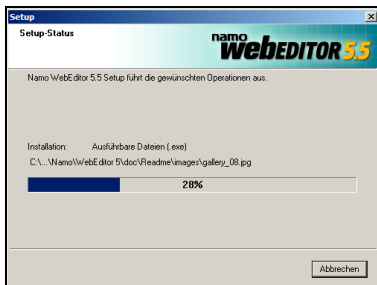 Setup
Setup-Status
namo
WebEDITOR 5.5
Namo WebEditor 5.5 Setup führt die gewünschten Operationen aus.
Installation: Ausführbare Dateien (.exe)
C:\...\Namo\WebEditor 5\doc\Readme\images\gallery_08.jpg
28%
Abbrechen